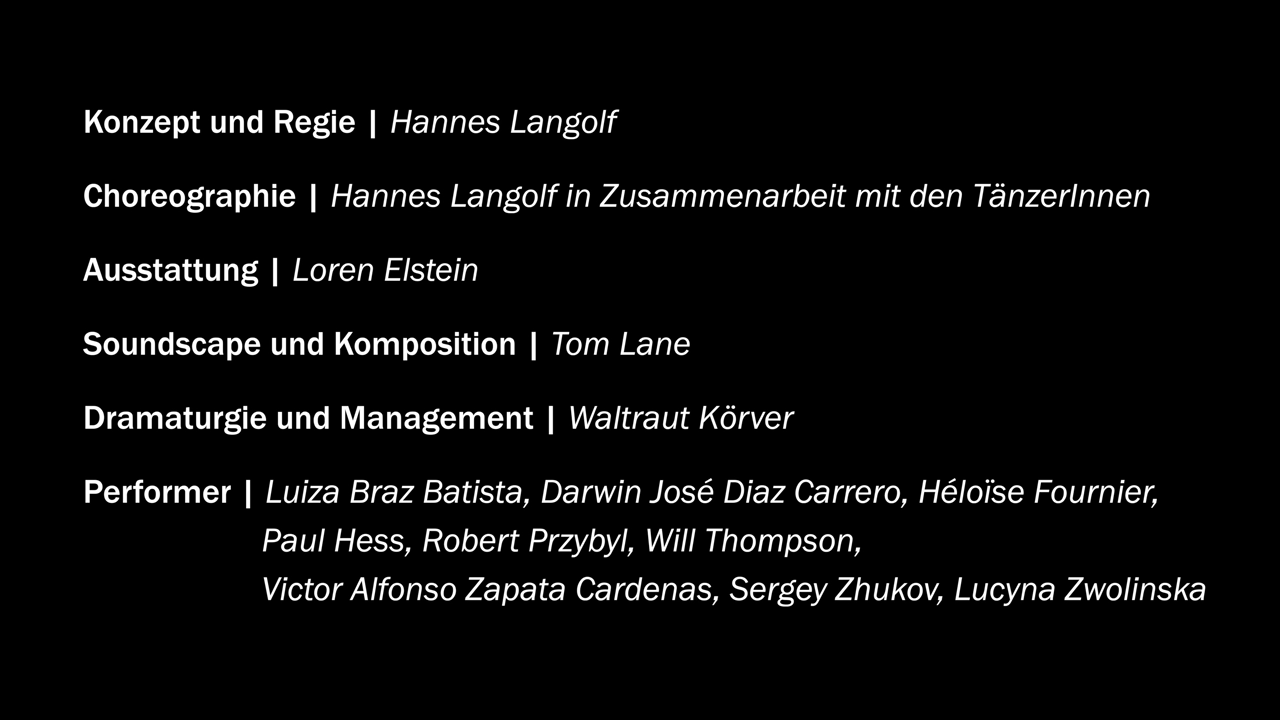 Konzept und Regie | Hannes Langolf
Choreographie | Hannes Langolf in Zusammenarbeit mit den TänzerInnen
Ausstattung | Loren Elstein
Soundscape und Komposition | Tom Lane
Dramaturgie und Management | Waltraut Körver
Performer | Luiza Braz Batista, Darwin José Diaz Carrero, Héloïse Fournier,
Paul Hess, Robert Przybyl, Will Thompson,
Victor Alfonso Zapata Cardenas, Sergey Zhukov, Lucyna Zwolinska